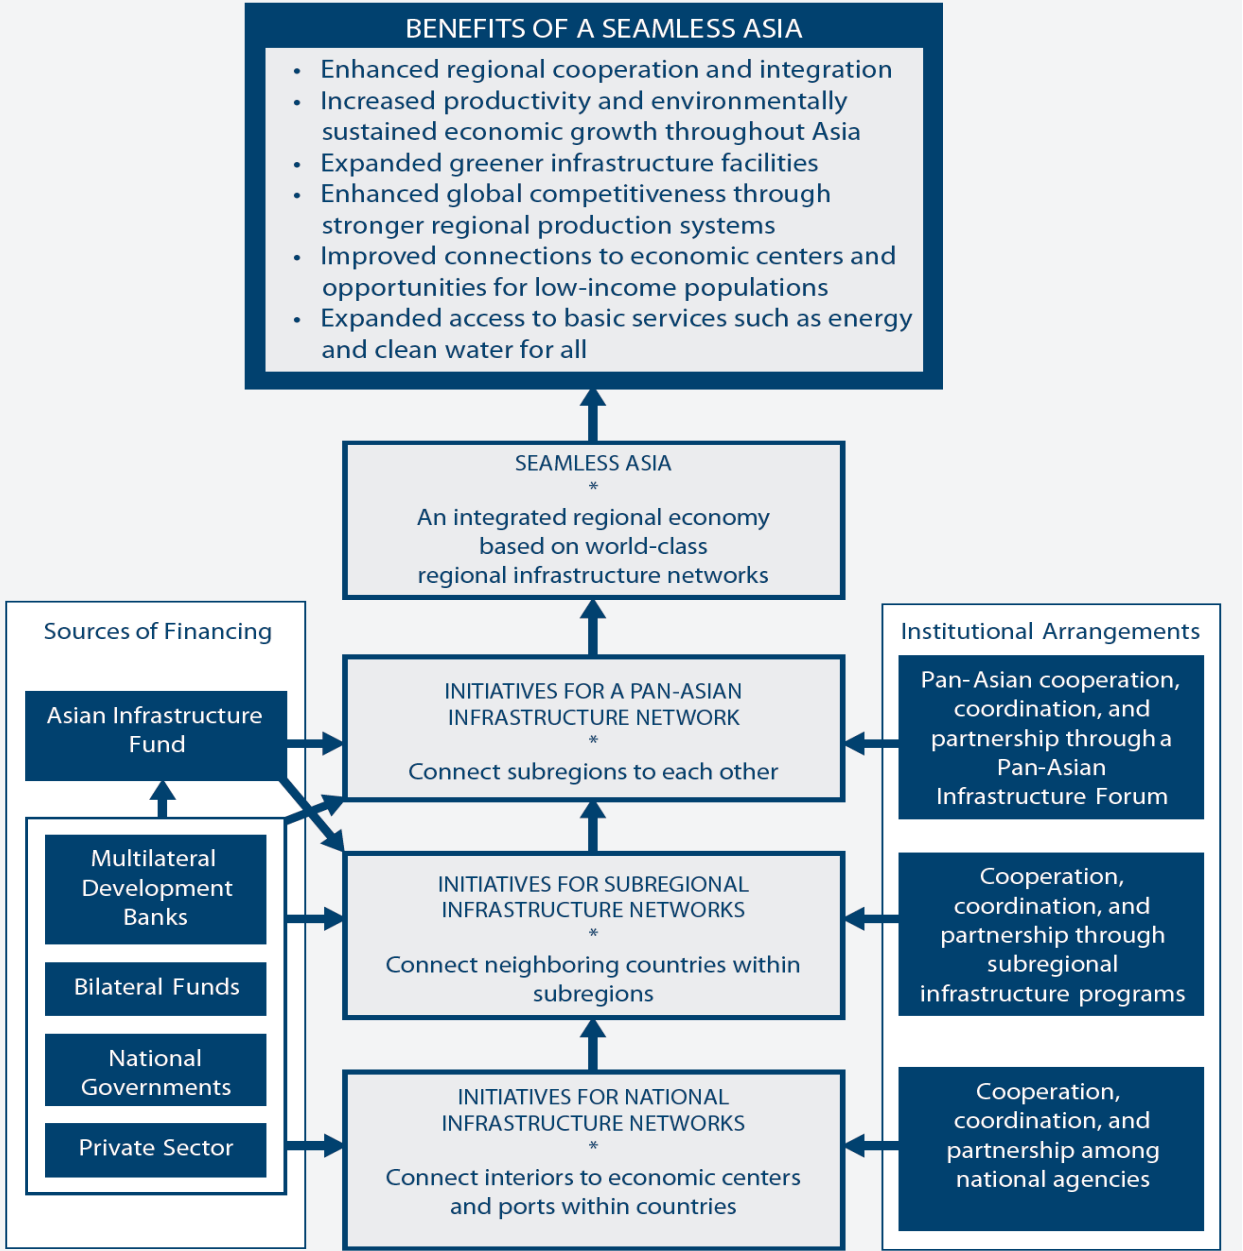 BENEFITS OF A SEAMLESS ASIA
• Enhanced regional cooperation and integration
• Increased productivity and environmentally
sustained economic growth throughout Asia
• Expanded greener infrastructure facilities
• Enhanced global competitiveness through
stronger regional production systems
• Improved connections to economic centers and
opportunities for low-income populations
• Expanded access to basic services such as energy
and clean water for all
SEAMLESS ASIA
*
An integrated regional economy
based on world-class
regional infrastructure networks
Sources of Financing
Asian Infrastructure
Fund
Multilateral
Development
Banks
Bilateral Funds
National
Governments
Private Sector
INITIATIVES FOR A PAN-ASIAN
INFRASTRUCTURE NETWORK
*
Connect subregions to each other
INITIATIVES FOR SUBREGIONAL
INFRASTRUCTURE NETWORKS
*
Connect neighboring countries within
subregions
INITIATIVES FOR NATIONAL
INFRASTRUCTURE NETWORKS
*
Connect interiors to economic centers
and ports within countries
Institutional Arrangements
Pan-Asian cooperation,
coordination, and
partnership through a
Pan-Asian
Infrastructure Forum
Cooperation,
coordination, and
partnership through
subregional
infrastructure programs
Cooperation,
coordination, and
partnership among
national agencies